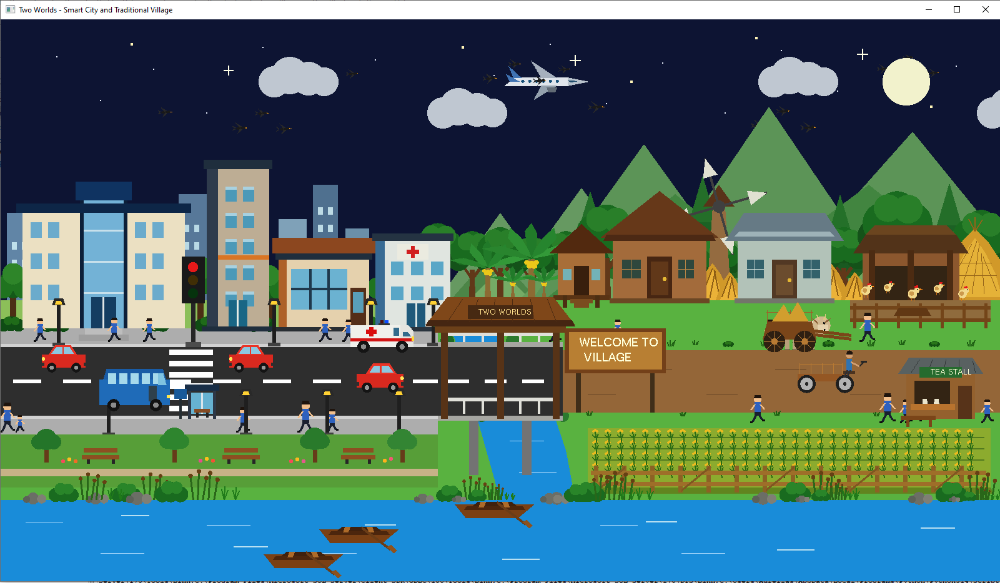 Two Worlds - Smart City and Traditional Village
TWO WORLDS
WELCOME TO
VILLAGE
TEA STALL